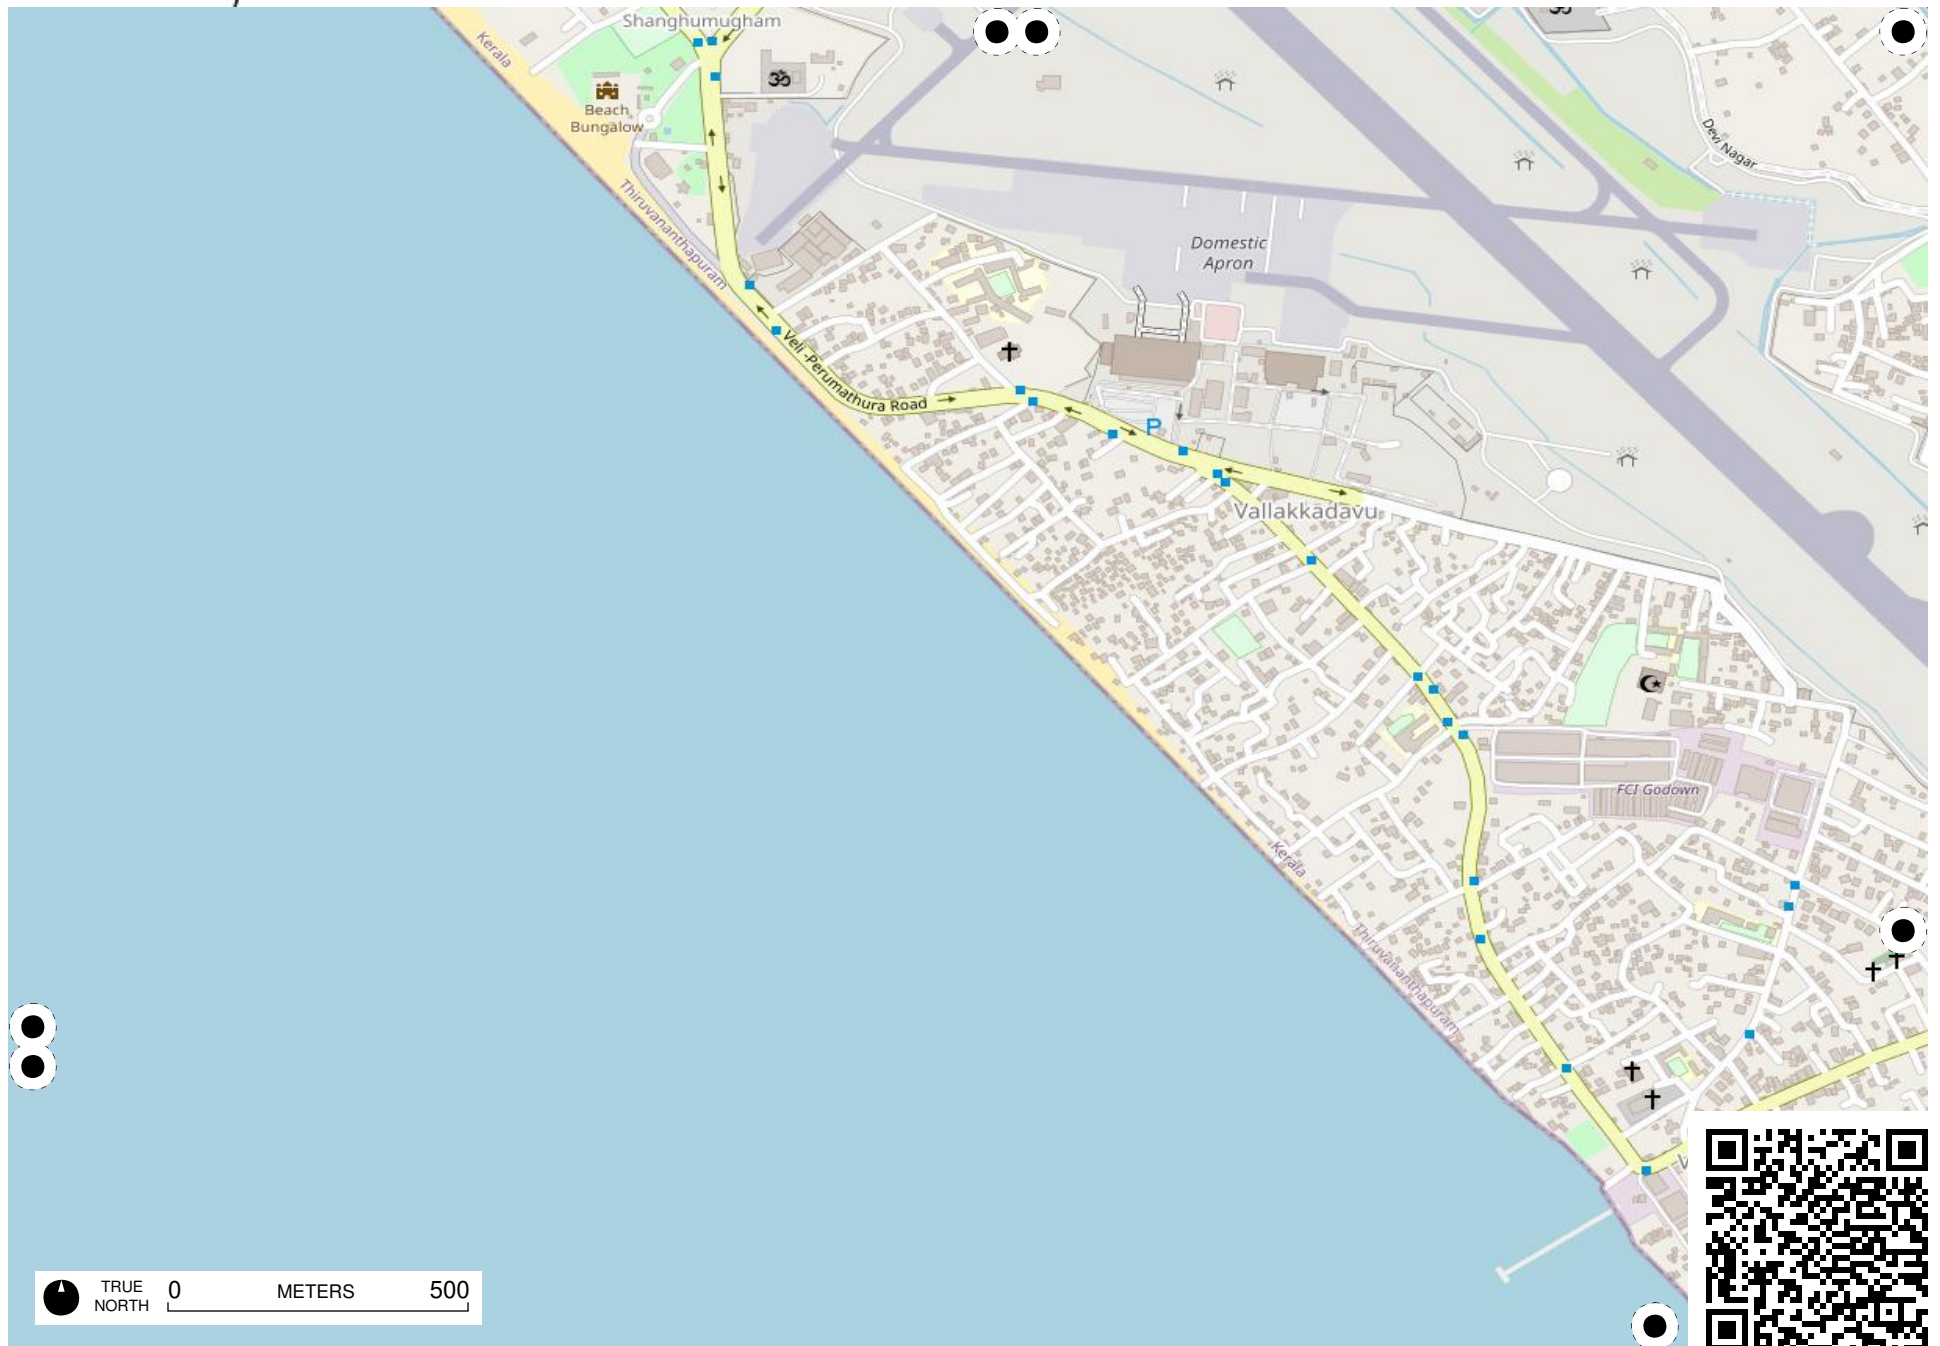 Shanghumugham
Kerala
Beach
Bungalow
Thiruvananthapuram
Devi Nagar
Domestic
Apron
Veli -Perumathura Road
P
Vallakkadavu
FCI Godown
Kerala
Thiruvananthapuram
TRUE
NORTH
0
METERS
500